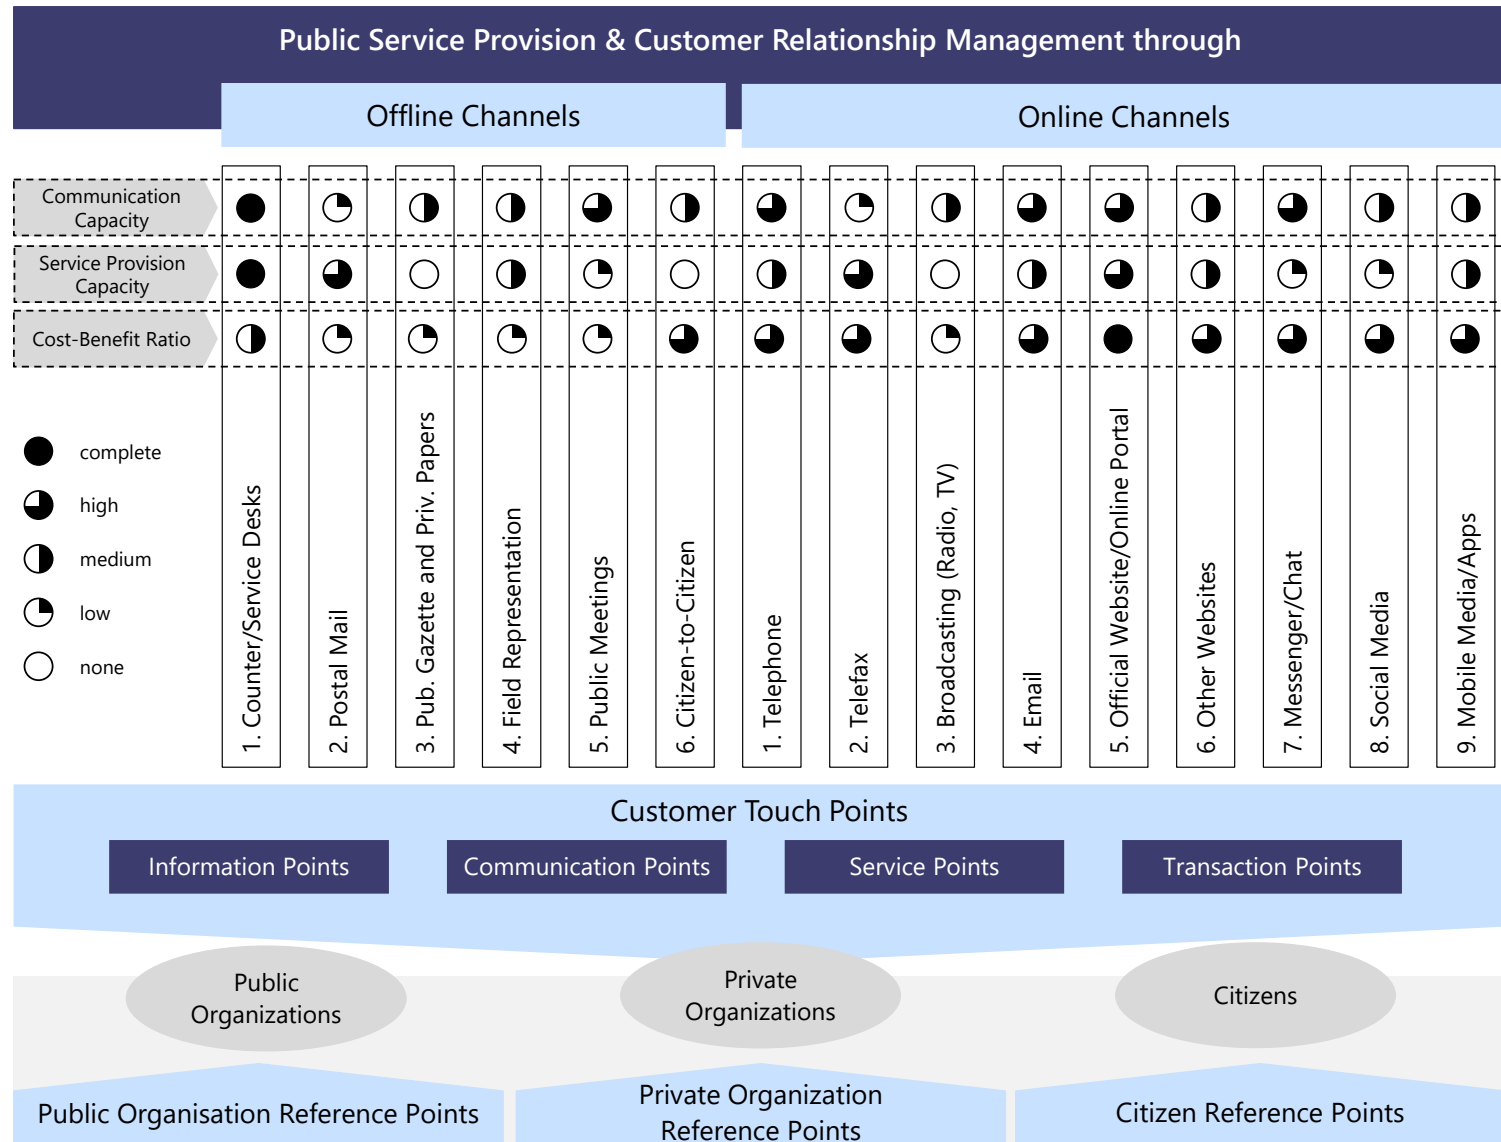 Public Service Provision & Customer Relationship Management through
Offline Channels
Online Channels
Communication
Capacity
Service Provision
Capacity
Cost-Benefit Ratio
complete
high
medium
low
none
1. Counter/Service Desks
2. Postal Mail
3. Pub. Gazette and Priv. Papers
4. Field Representation
5. Public Meetings
6. Citizen-to-Citizen
1. Telephone
2. Telefax
3. Broadcasting (Radio, TV)
4. Email
5. Official Website/Online Portal
6. Other Websites
7. Messenger/Chat
8. Social Media
9. Mobile Media/Apps
Customer Touch Points
Information Points
Communication Points
Service Points
Transaction Points
Public
Organizations
Private
Organizations
Citizens
Public Organisation Reference Points
Private Organization
Reference Points
Citizen Reference Points